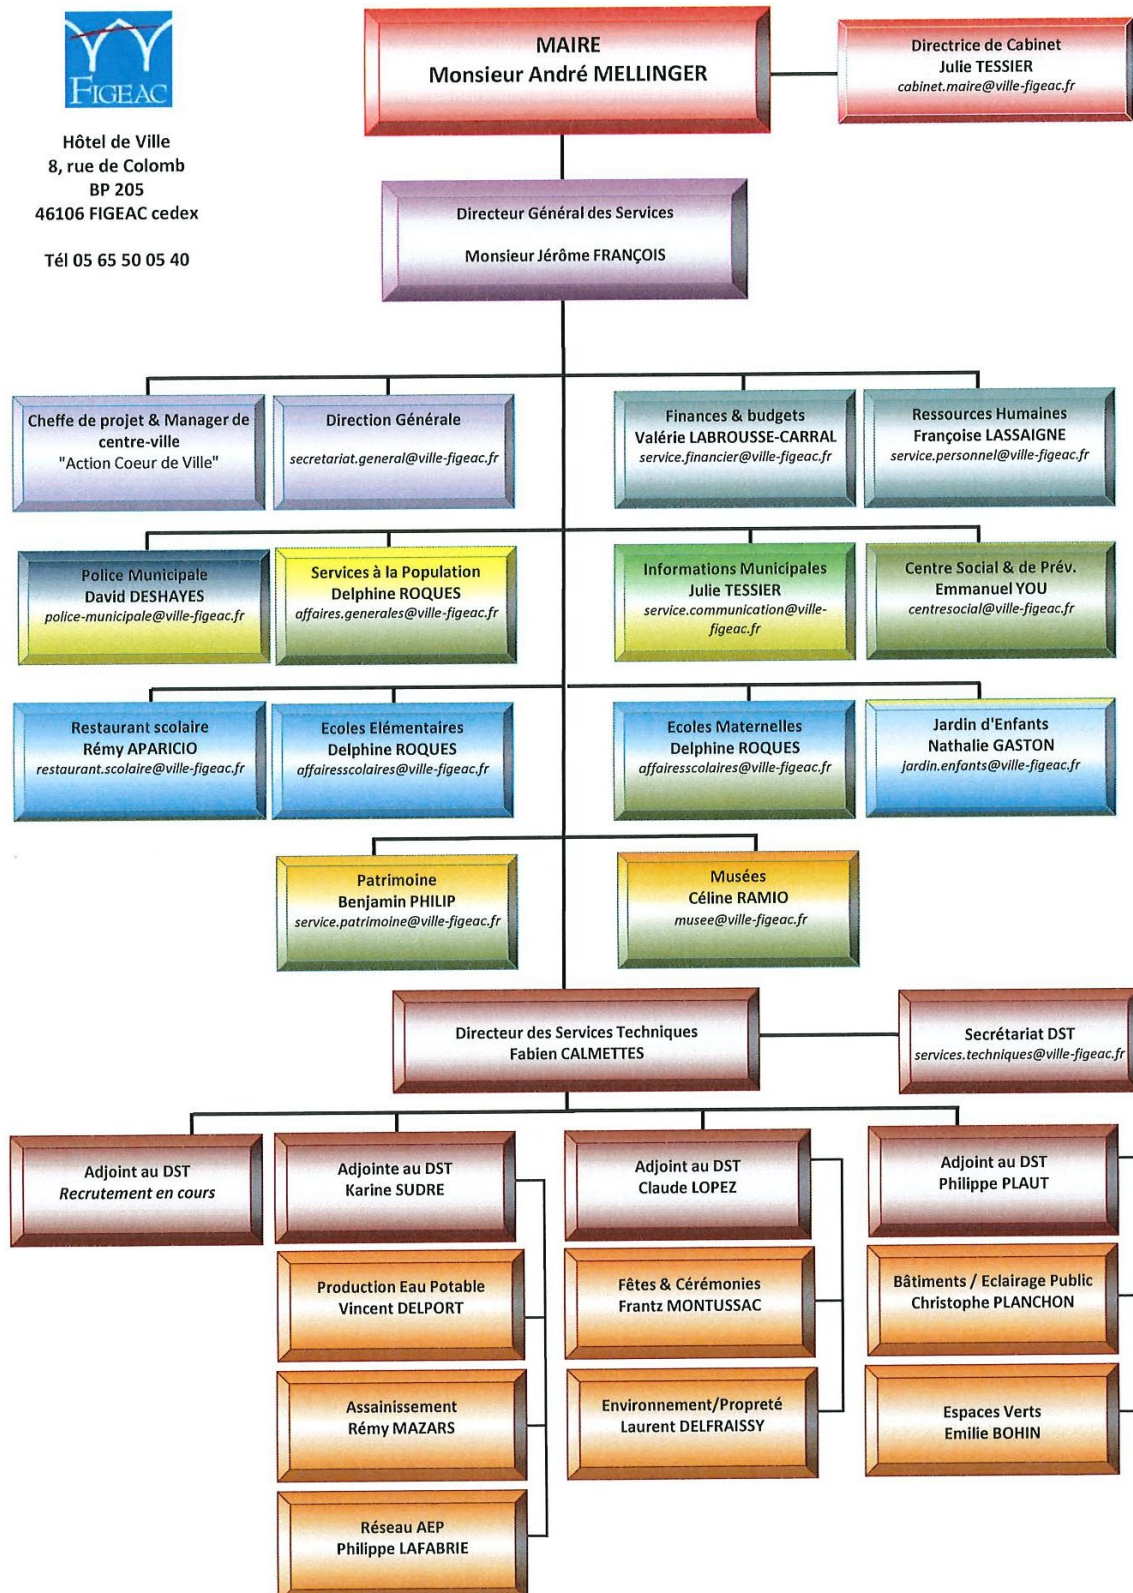 FIGEAC
Hôtel de Ville
8, rue de Colomb
BP 205
46106 FIGEAC cedex
Tél 05 65 50 05 40
MAIRE
Monsieur André MELLINGER
Directrice de Cabinet
Julie TESSIER
cabinet.maire@ville-figeac.fr
Directeur Général des Services
Monsieur Jérôme FRANÇOIS
Cheffe de projet & Manager de
centre-ville
"Action Coeur de Ville"
Direction Générale
secretariat.general@ville-figeac.fr
Finances & budgets
Valérie LABROUSSE-CARRAL
service.financier@ville-figeac.fr
Ressources Humaines
Françoise LASSAIGNE
service.personnel@ville-figeac.fr
Police Municipale
David DESHAYES
police-municipale@ville-figeac.fr
Services à la Population
Delphine ROQUES
affaires.generales@ville-figeac.fr
Informations Municipales
Julie TESSIER
service.communication@ville-
figeac.fr
Centre Social & de Prév.
Emmanuel YOU
centresocial@ville-figeac.fr
Restaurant scolaire
Rémy APARICIO
restaurant.scolaire@ville-figeac.fr
Ecoles Elémentaires
Delphine ROQUES
affairesscolaires@ville-figeac.fr
Ecoles Maternelles
Delphine ROQUES
affairesscolaires@ville-figeac.fr
Jardin d'Enfants
Nathalie GASTON
jardin.enfants@ville-figeac.fr
Patrimoine
Benjamin PHILIP
service.patrimoine@ville-figeac.fr
Musées
Céline RAMIO
musee@ville-figeac.fr
Directeur des Services Techniques
Fabien CALMETTES
Secrétariat DST
services.techniques@ville-figeac.fr
Adjoint au DST
Recrutement en cours
Adjointe au DST
Karine SUDRE
Adjoint au DST
Claude LOPEZ
Adjoint au DST
Philippe PLAUT
Production Eau Potable
Vincent DELPORT
Fêtes & Cérémonies
Frantz MONTUSSAC
Bâtiments / Eclairage Public
Christophe PLANCHON
Assainissement
Rémy MAZARS
Environnement/Propreté
Laurent DELFRAISSY
Espaces Verts
Emilie BOHIN
Réseau AEP
Philippe LAFABRIE